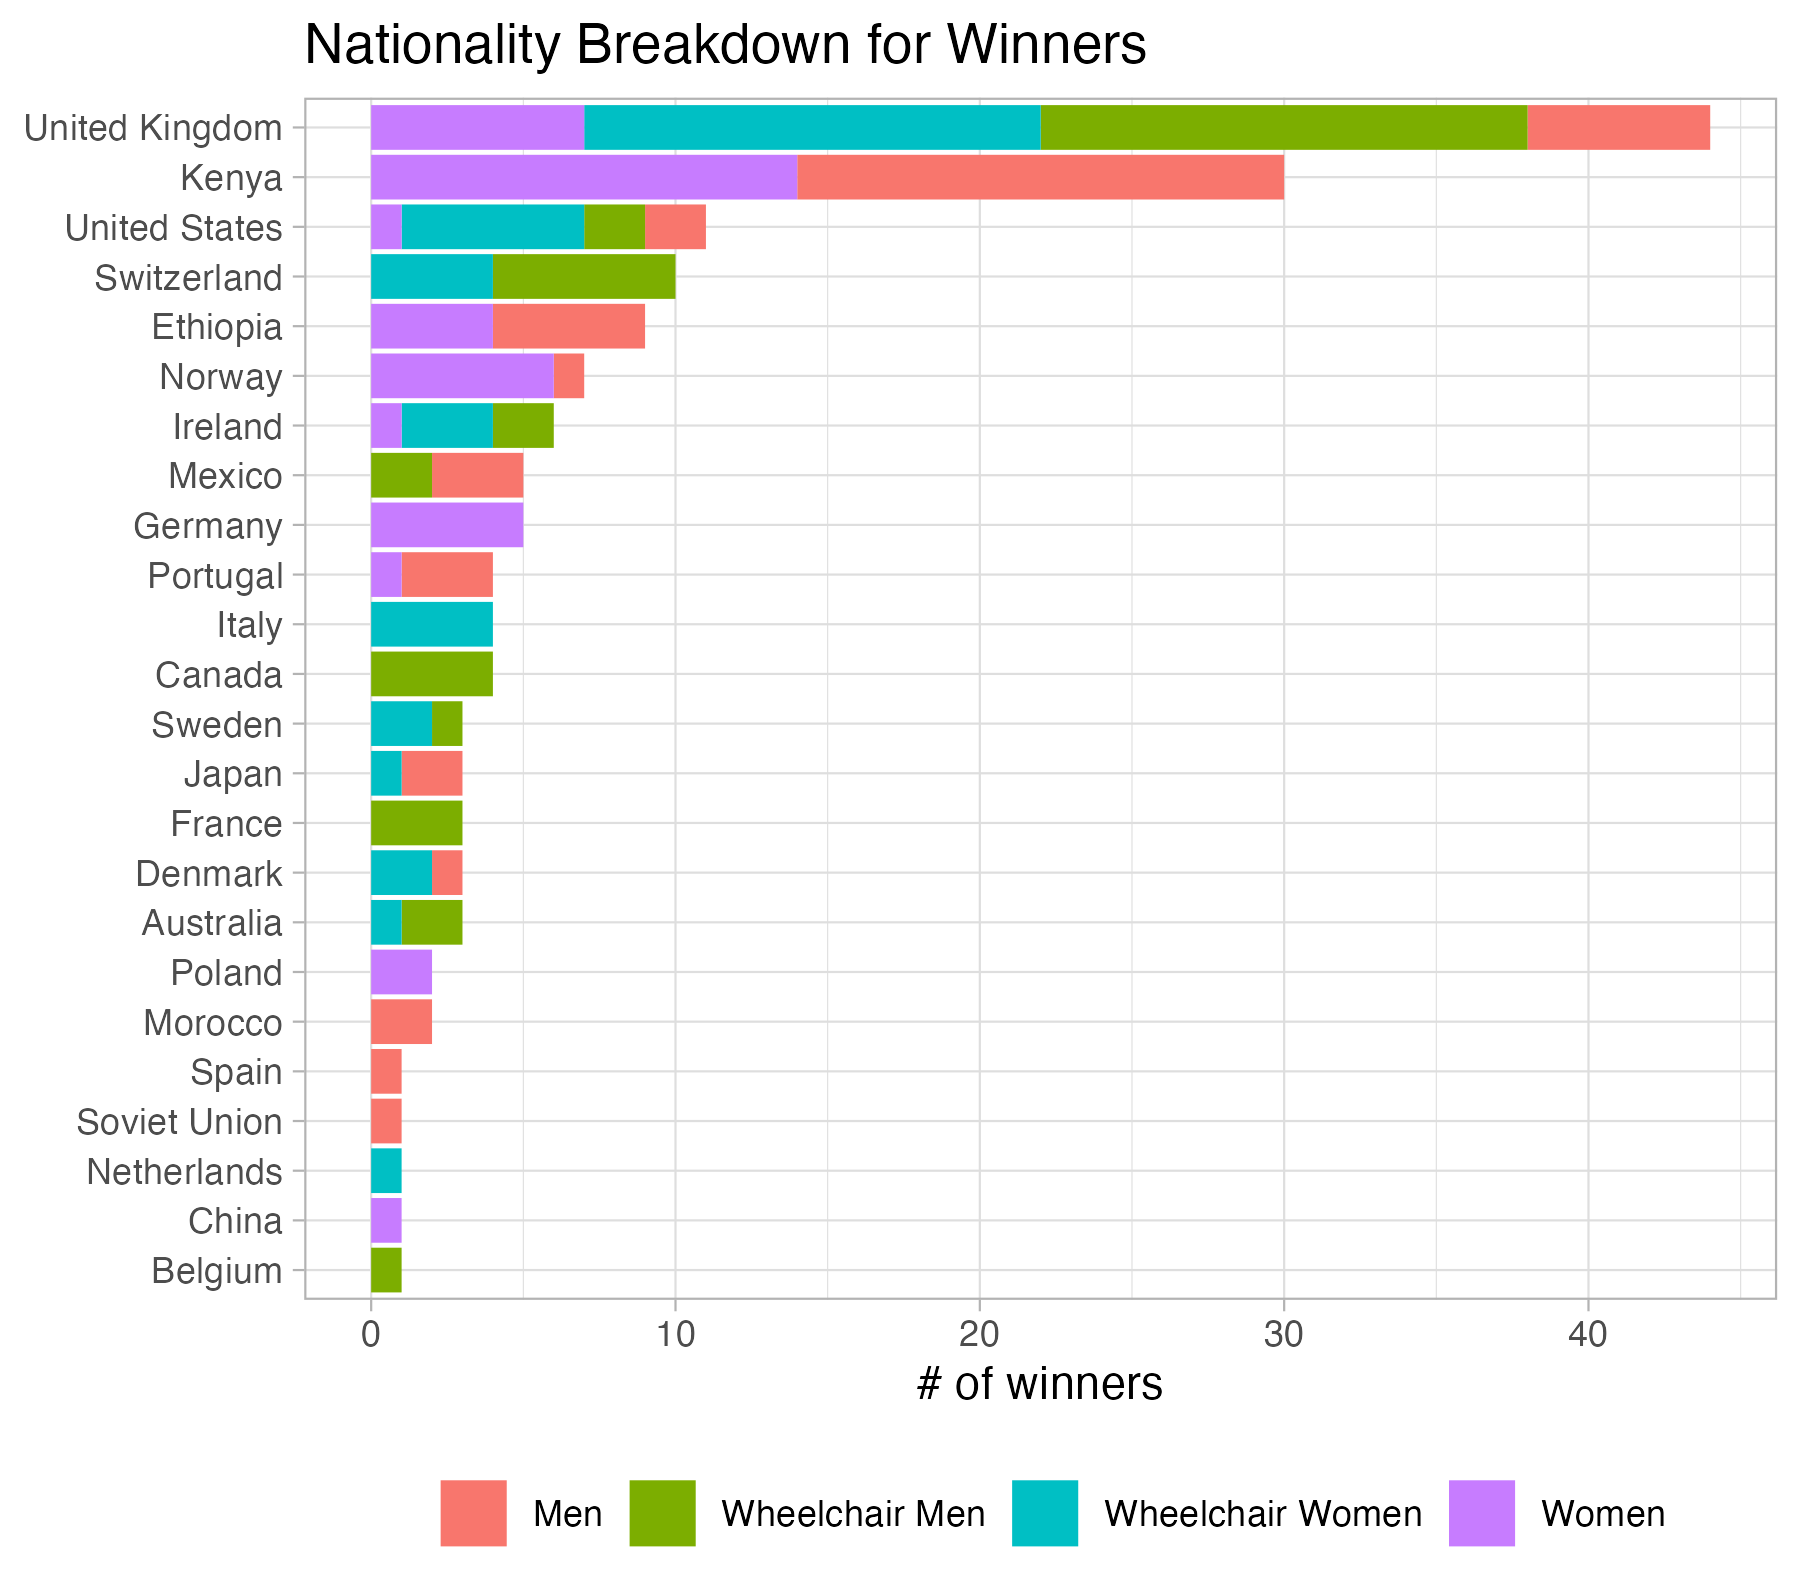 Nationality Breakdown for Winners
United Kingdom
Kenya
United States
Switzerland
Ethiopia
Norway
Ireland
Mexico
Germany
Portugal
Italy
Canada
Sweden
Japan
France
Denmark
Australia
Poland
Morocco
Spain
Soviet Union
Netherlands
China
Belgium
0 10 20 30 40
# of winners
Men Wheelchair Men Wheelchair Women Women